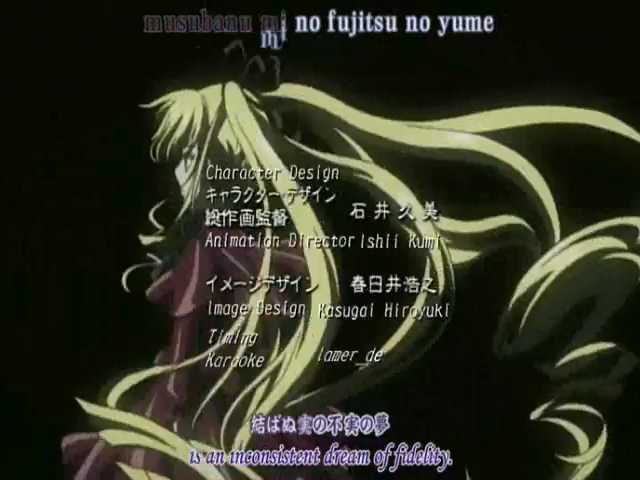 musubanu mi no fujitsu no yume
Character Design
キャラクター・デザイン
総作画監督 石井久美
Animation Director Ishii Kumi
イメージデザイン 春日井浩之
Image Design Kasugai Hiroyuki
Timing
Karaoke lamer_de
結ばぬ実の不実の夢
is an inconsistent dream of fidelity.